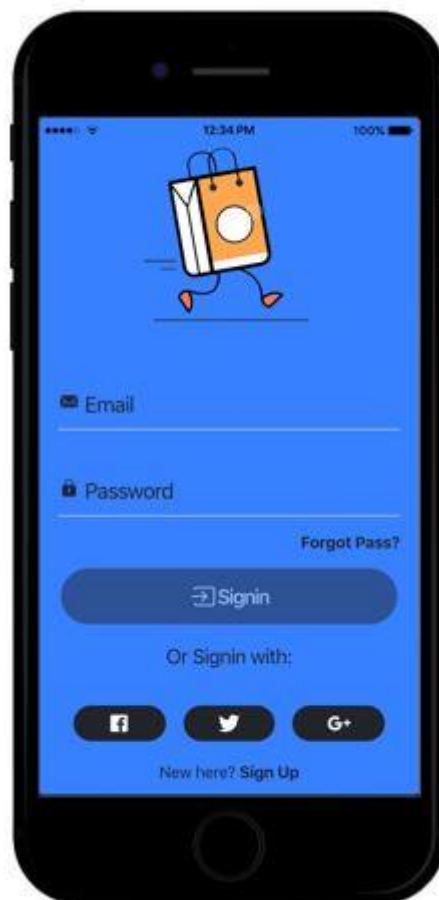 12:34 PM 100%
Email
Password
Forgot Pass?
Signin
Or Signin with:
G+
New here? Sign Up